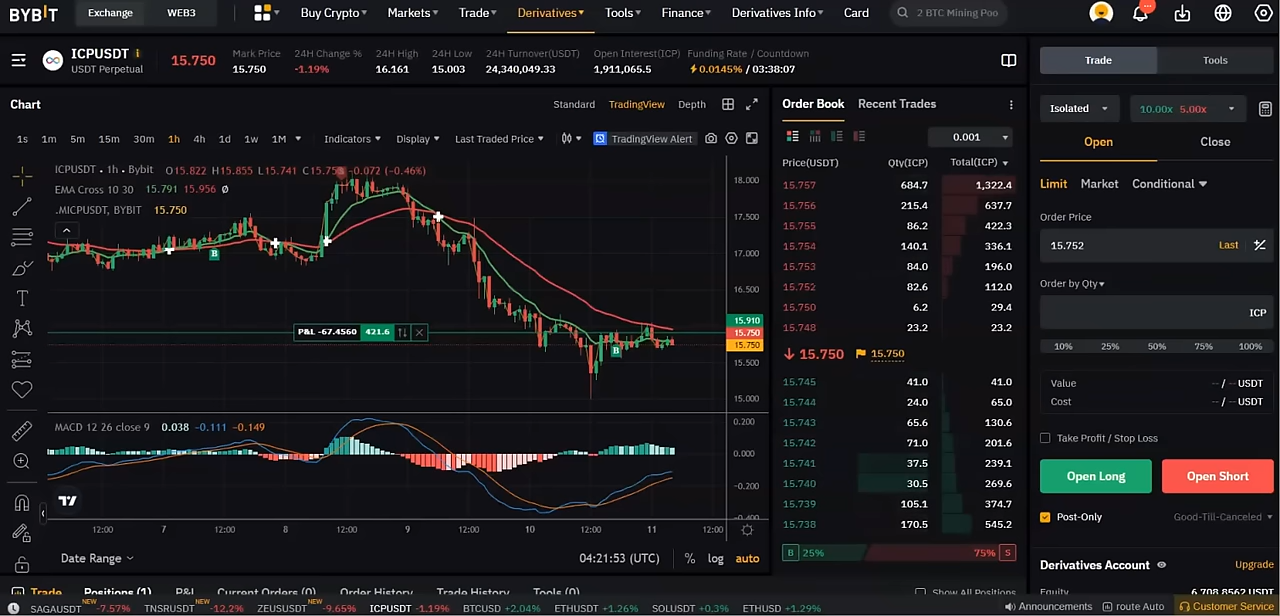 BYBIT Exchange WEB3 Buy Crypto Markets Trade Derivatives Tools Finance Derivatives Info Card 2 BTC Mining Poo
ICPUSDT
USDT Perpetual
15.750
Mark Price
15.750
24H Change %
-1.19%
24H High
16.161
24H Low
15.003
24H Turnover(USDT)
24,340,049.33
Open Interest(ICP)
1,911,065.5
Funding Rate / Countdown
0.0145% / 03:38:07
Chart
Standard TradingView Depth
1s 1m 5m 15m 30m 1h 4h 1d 1w 1M Indicators Display Last Traded Price TradingView Alert
ICPUSDT · 1h · Bybit O15.822 H15.855 L15.741 -0.072 (-0.46%)
EMA Cross 10 30 15.791 15.956 Ø
.MICPUSDT, BYBIT 15.750
18.000
17.500
17.000
16.500
15.910
15.750
15.750
15.500
15.000
B
P&L -67.4560 421.6
B
MACD 12 26 close 9 0.038 -0.111 -0.149
0.200
0.000
-0.200
-0.400
12:00 7 12:00 8 12:00 9 12:00 10 12:00 11 12:00
Date Range 04:21:53 (UTC) % log auto
Order Book Recent Trades
0.001
Price(USDT) Qty(ICP) Total(ICP)
15.757 684.7 1,322.4
15.756 215.4 637.7
15.755 86.2 422.3
15.754 140.1 336.1
15.753 84.0 196.0
15.752 82.6 112.0
15.750 6.2 29.4
15.748 23.2 23.2
15.750 15.750
15.745 41.0 41.0
15.744 24.0 65.0
15.743 65.6 130.6
15.742 71.0 201.6
15.741 37.5 239.1
15.740 30.5 269.6
15.739 105.1 374.7
15.738 170.5 545.2
B 25% 75% S
Trade Tools
Isolated 10.00x 5.00x
Open Close
Limit Market Conditional
Order Price
15.752 Last
Order by Qty
ICP
10% 25% 50% 75% 100%
Value -- / -- USDT
Cost -- / -- USDT
Take Profit / Stop Loss
Open Long Open Short
Post-Only Good-Till-Canceled
Derivatives Account Upgrade
Equity 6,708.8562 USDT
Trade Positions (1) P&L Current Orders (0) Order History Trade History Tools (0) Show All Positions
SAGAUSDT NEW -7.57% TNSRUSDT NEW -12.2% ZEUSUSDT NEW -9.65% ICPUSDT -1.19% BTCUSD +2.04% ETHUSDT +1.26% SOLUSDT +0.3% ETHUSD +1.29% Announcements route Auto Customer Service